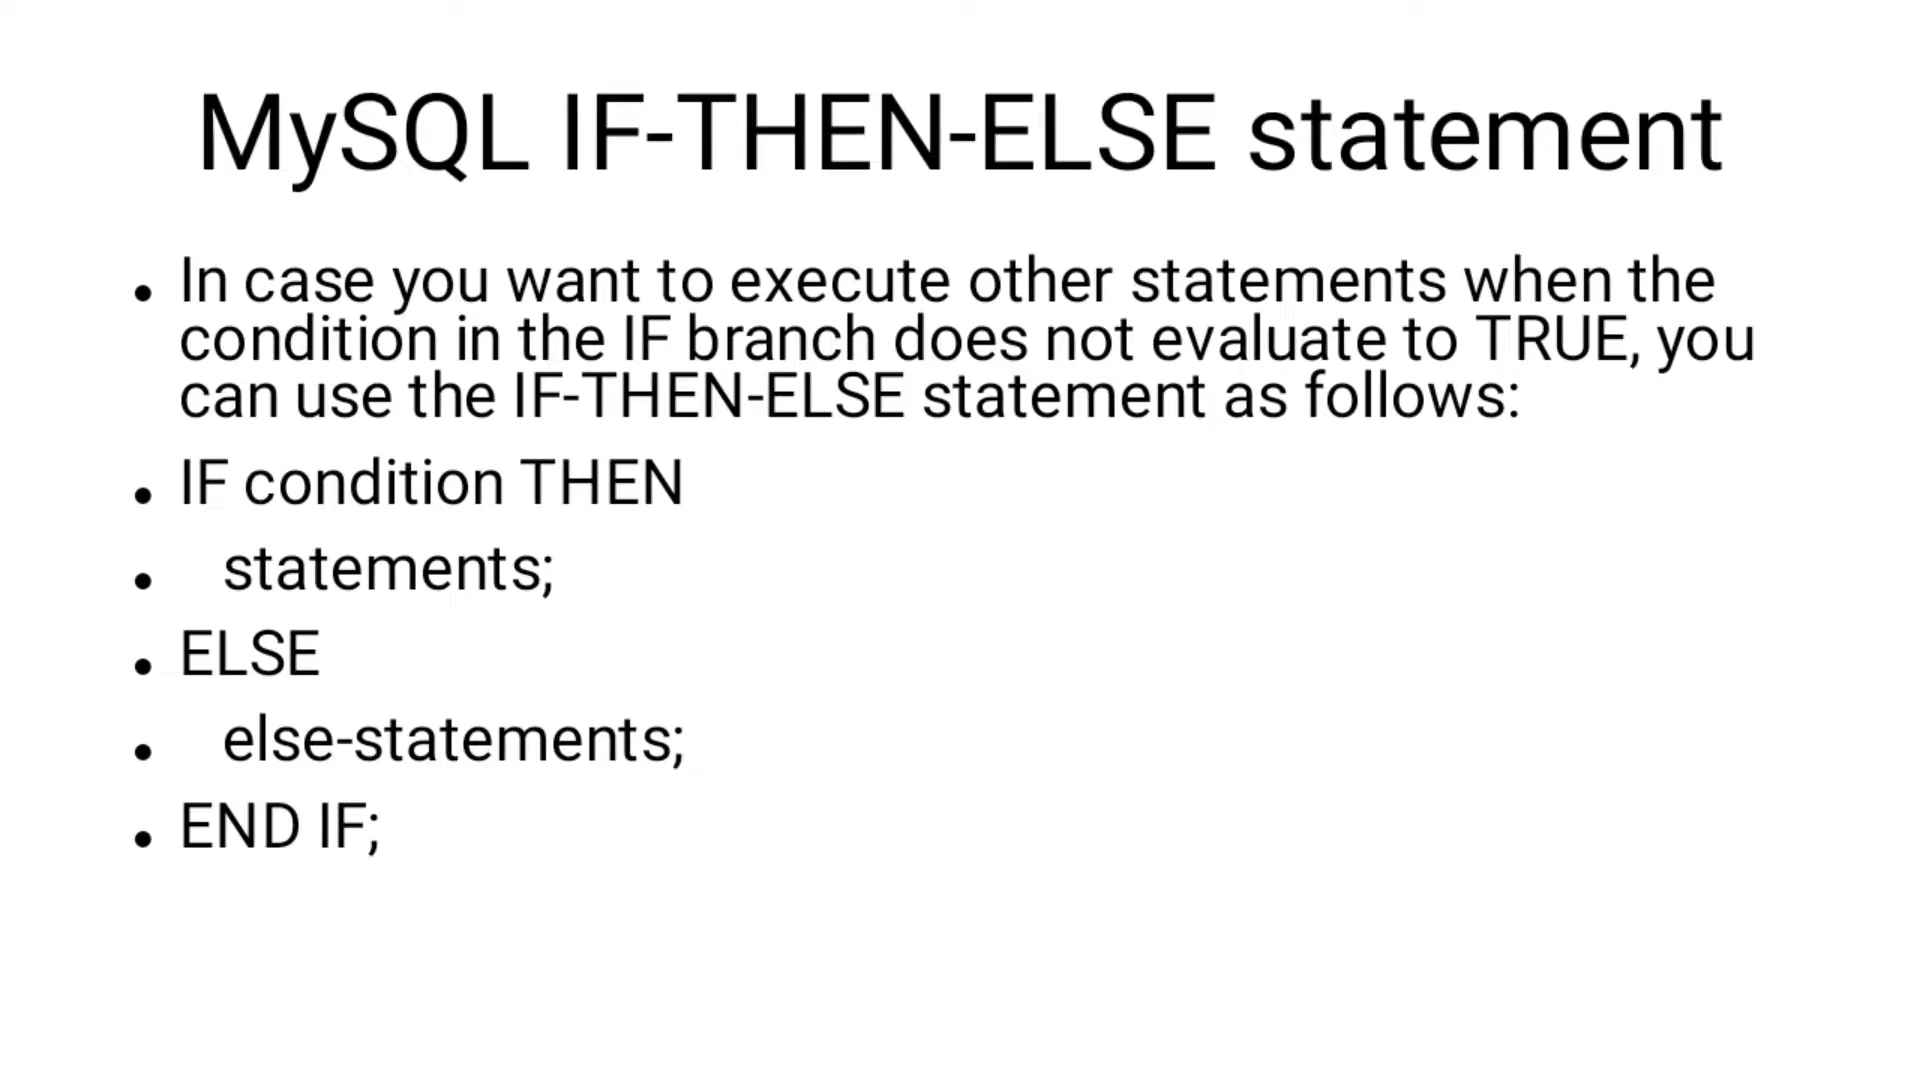 MySQL IF-THEN-ELSE statement
• In case you want to execute other statements when the
condition in the IF branch does not evaluate to TRUE, you
can use the IF-THEN-ELSE statement as follows:
• IF condition THEN
•    statements;
• ELSE
•    else-statements;
• END IF;